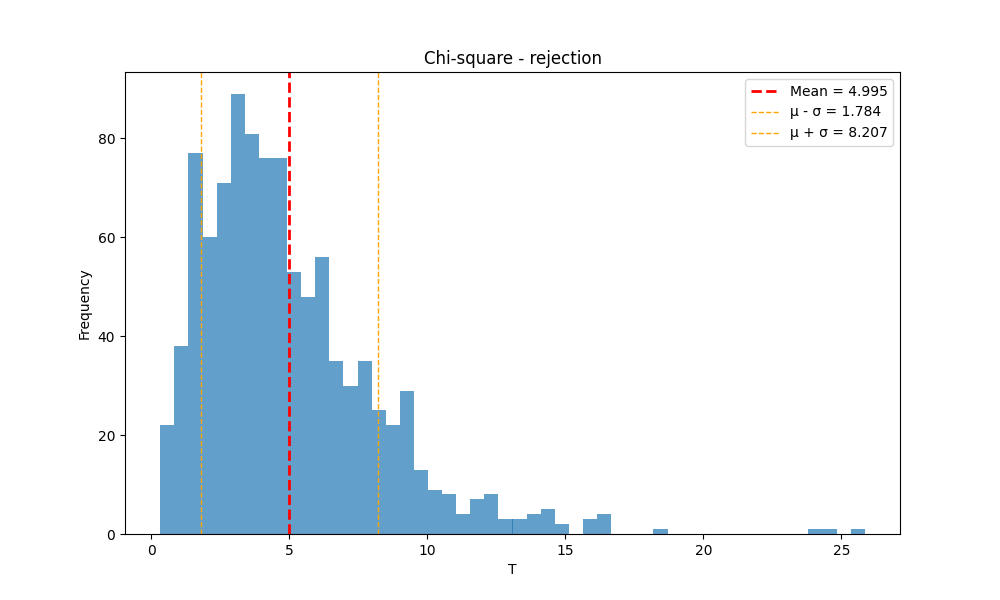 Chi-square - rejection
Mean = 4.995
μ - σ = 1.784
μ + σ = 8.207
Frequency
80
60
40
20
0
0 5 10 15 20 25
T